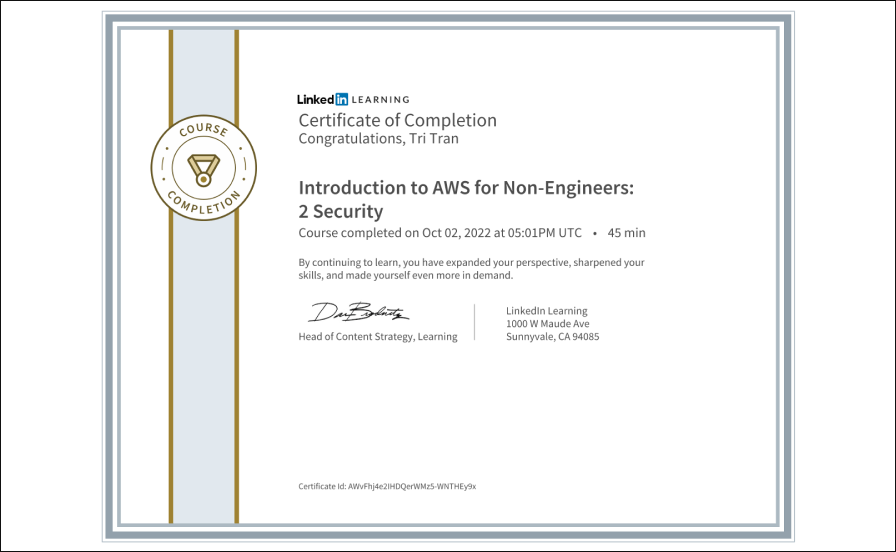 LinkedIn LEARNING
Certificate of Completion
Congratulations, Tri Tran
COURSE
COMPLETION
Introduction to AWS for Non-Engineers:
2 Security
Course completed on Oct 02, 2022 at 05:01PM UTC • 45 min
By continuing to learn, you have expanded your perspective, sharpened your
skills, and made yourself even more in demand.
Head of Content Strategy, Learning
LinkedIn Learning
1000 W Maude Ave
Sunnyvale, CA 94085
Certificate Id: AWvFhj4e2IHDQerWMz5-WNTHEy9x